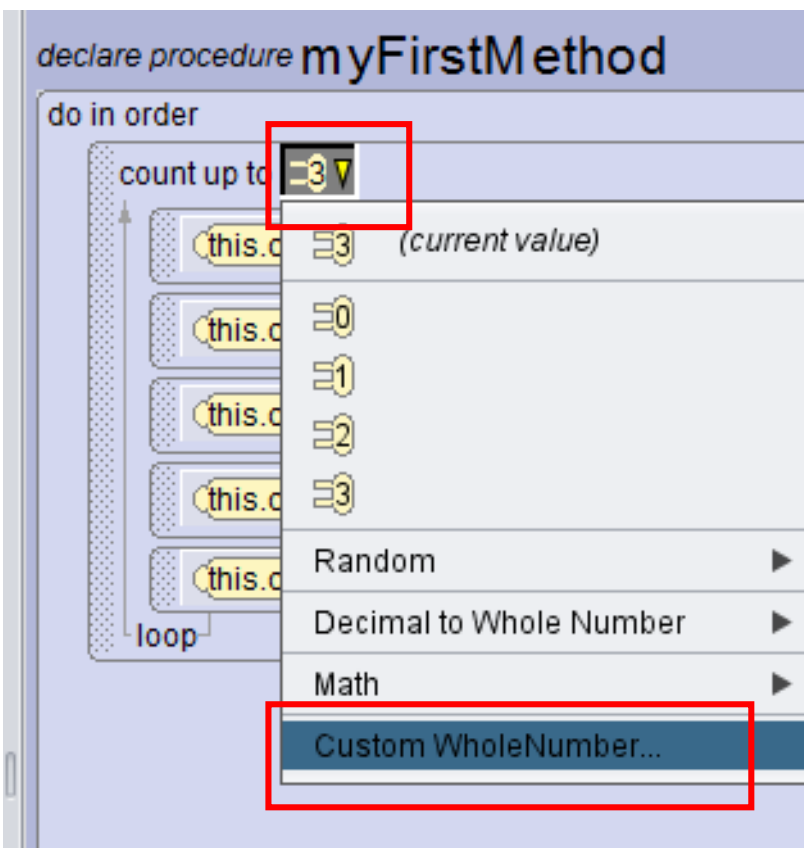 declare procedure myFirstMethod
do in order
count up to 3
3 (current value)
this.
0
this.
1
this.
2
this.
3
this.
Random
Decimal to Whole Number
loop
Math
Custom WholeNumber...